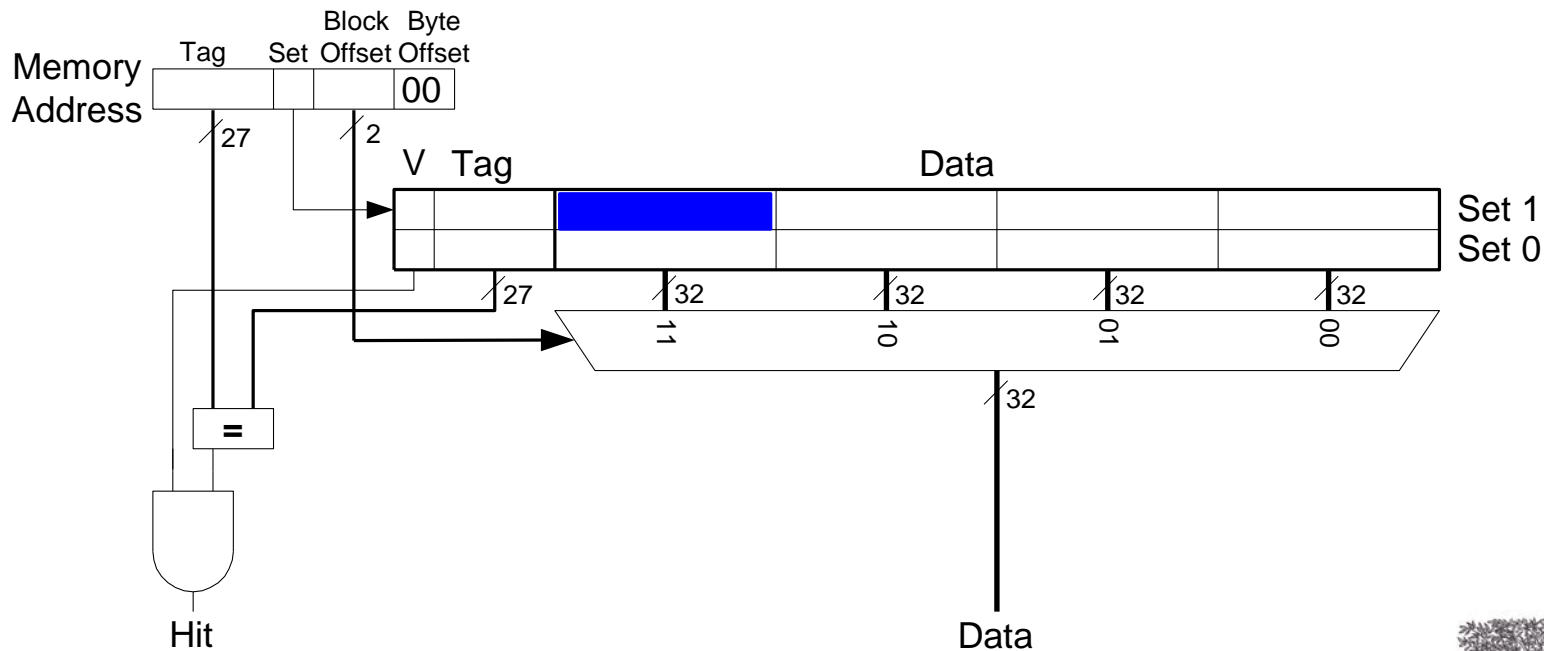 Block Byte
Tag Set Offset Offset
Memory Address 00
27 2
V Tag Data
Set 1
Set 0
27 32 32 32 32
11 10 01 00
32
=
Hit Data